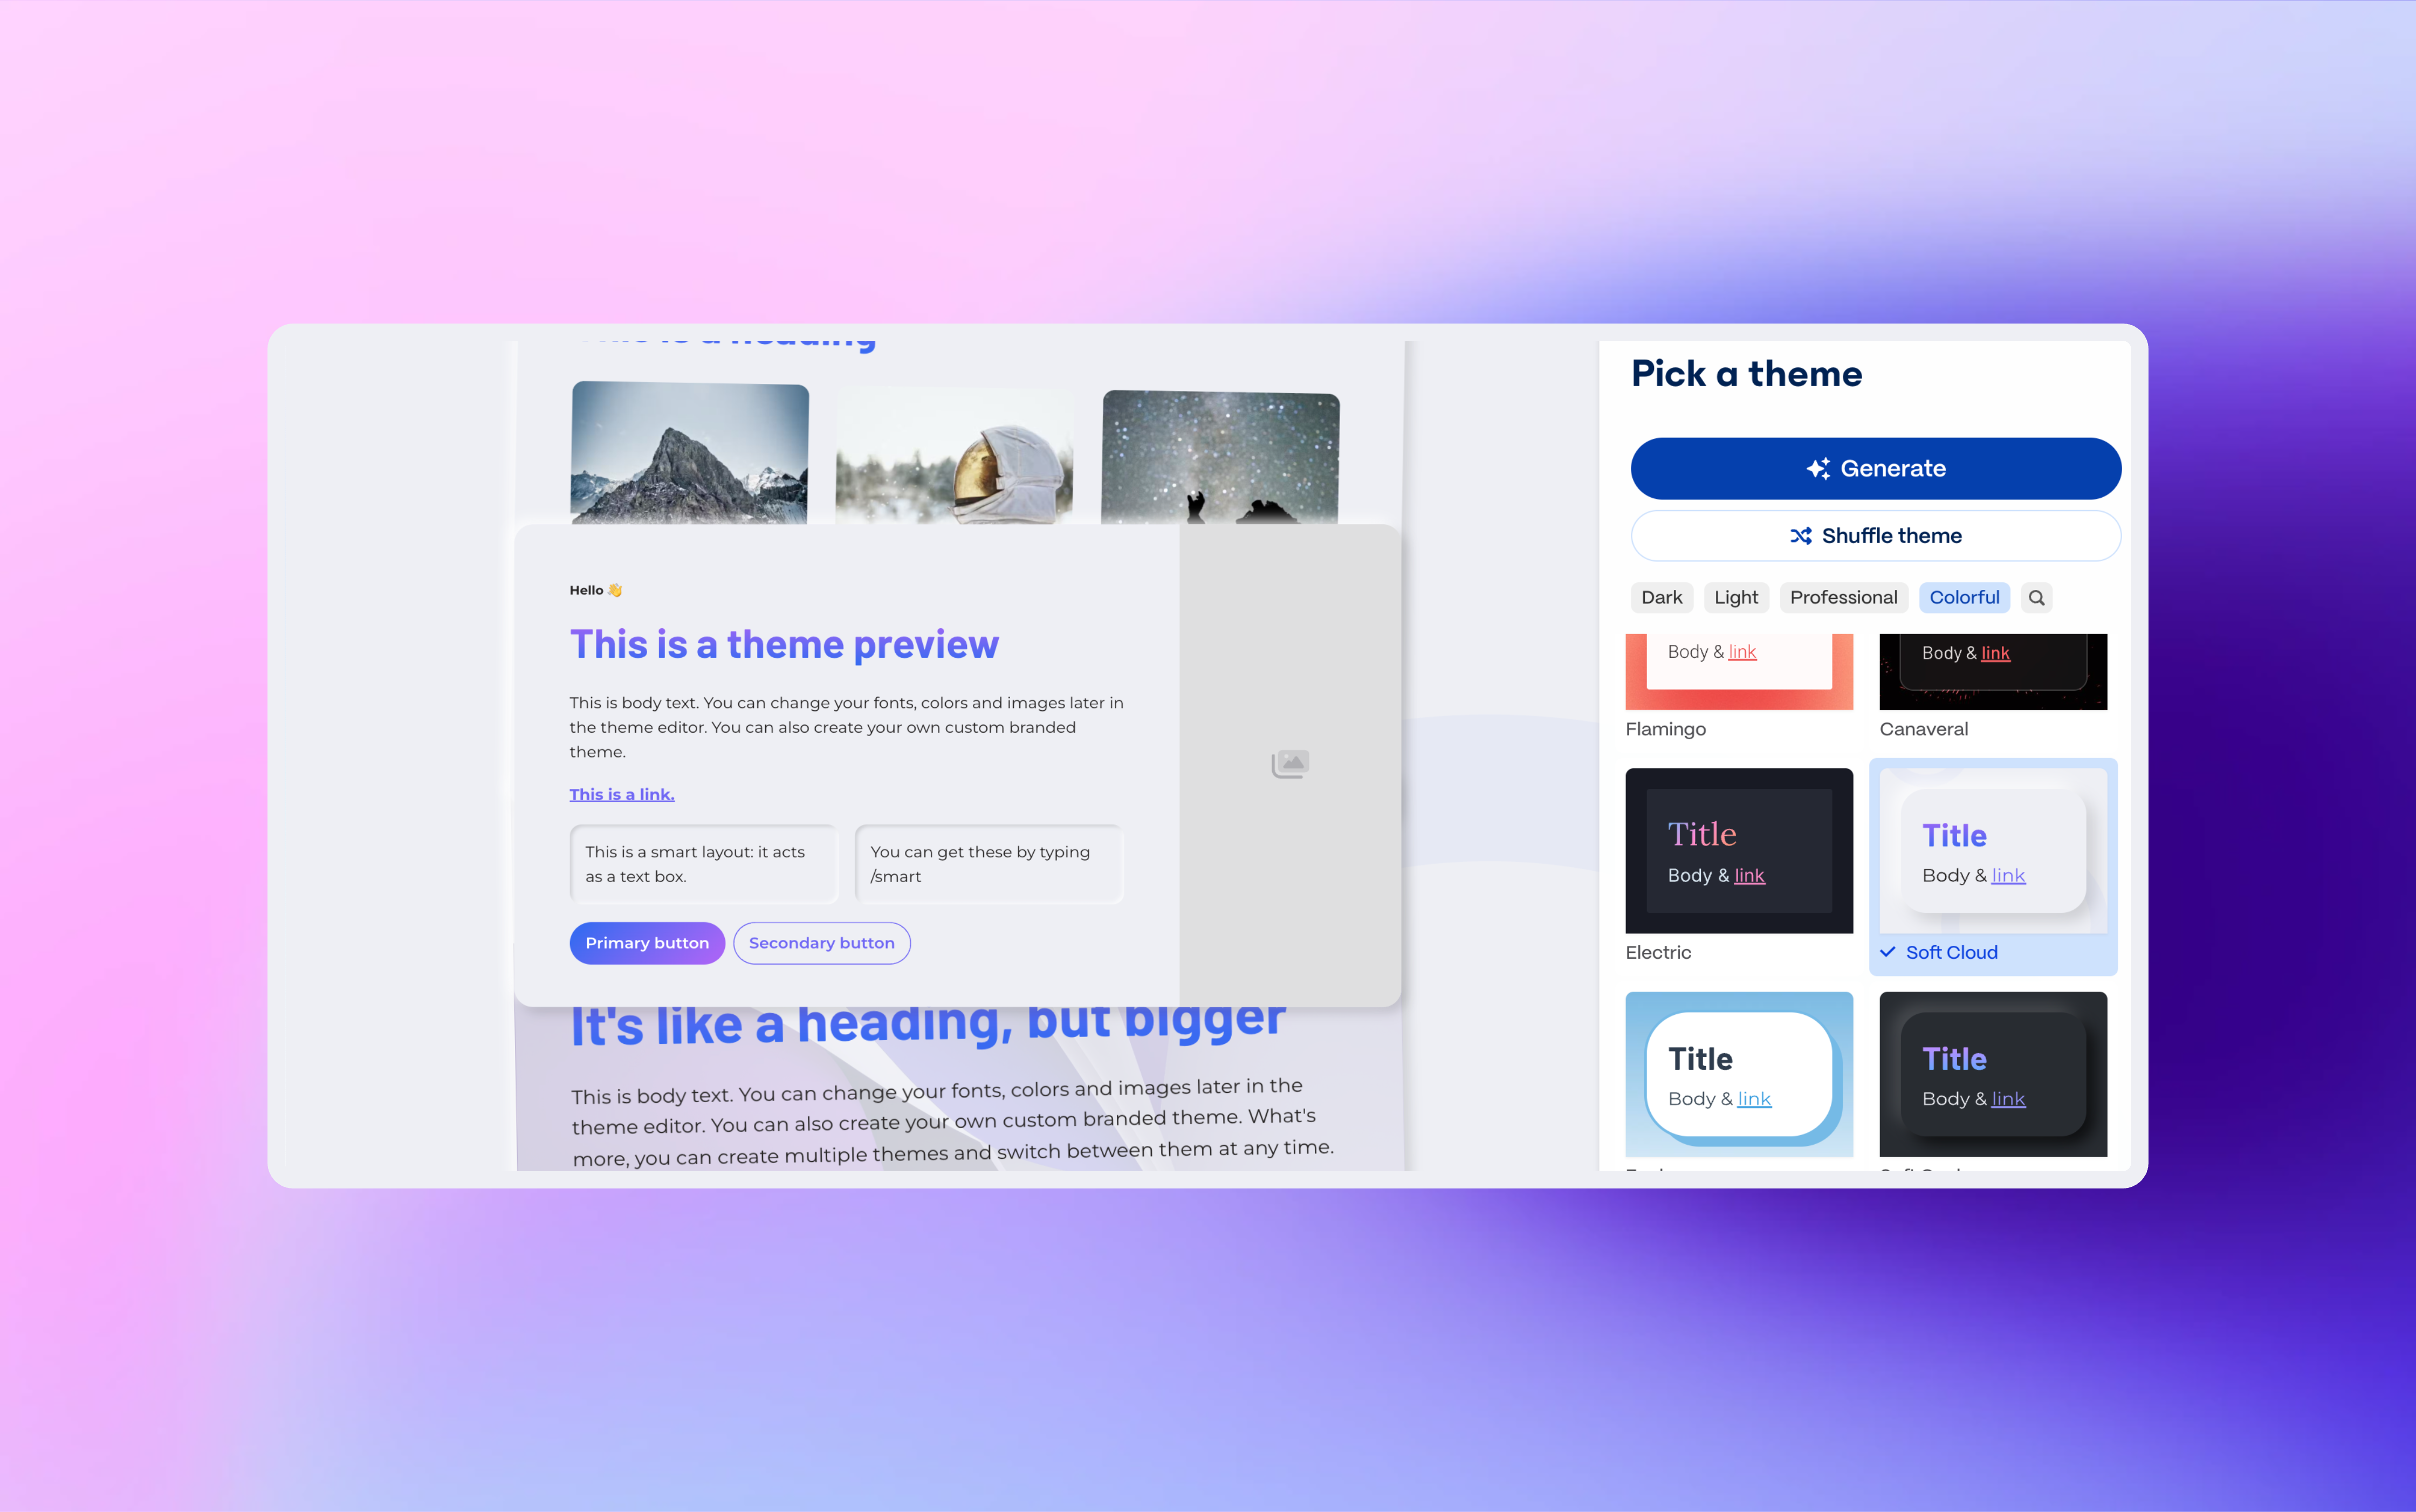 This is a heading
Hello 👋
This is a theme preview
This is body text. You can change your fonts, colors and images later in
the theme editor. You can also create your own custom branded
theme.
This is a link.
This is a smart layout: it acts
as a text box.
You can get these by typing
/smart
Primary button
Secondary button
It's like a heading, but bigger
This is body text. You can change your fonts, colors and images later in the
theme editor. You can also create your own custom branded theme. What's
more, you can create multiple themes and switch between them at any time.
Pick a theme
Generate
Shuffle theme
Dark
Light
Professional
Colorful
Body & link
Flamingo
Body & link
Canaveral
Title
Body & link
Electric
Title
Body & link
Soft Cloud
Title
Body & link
Title
Body & link